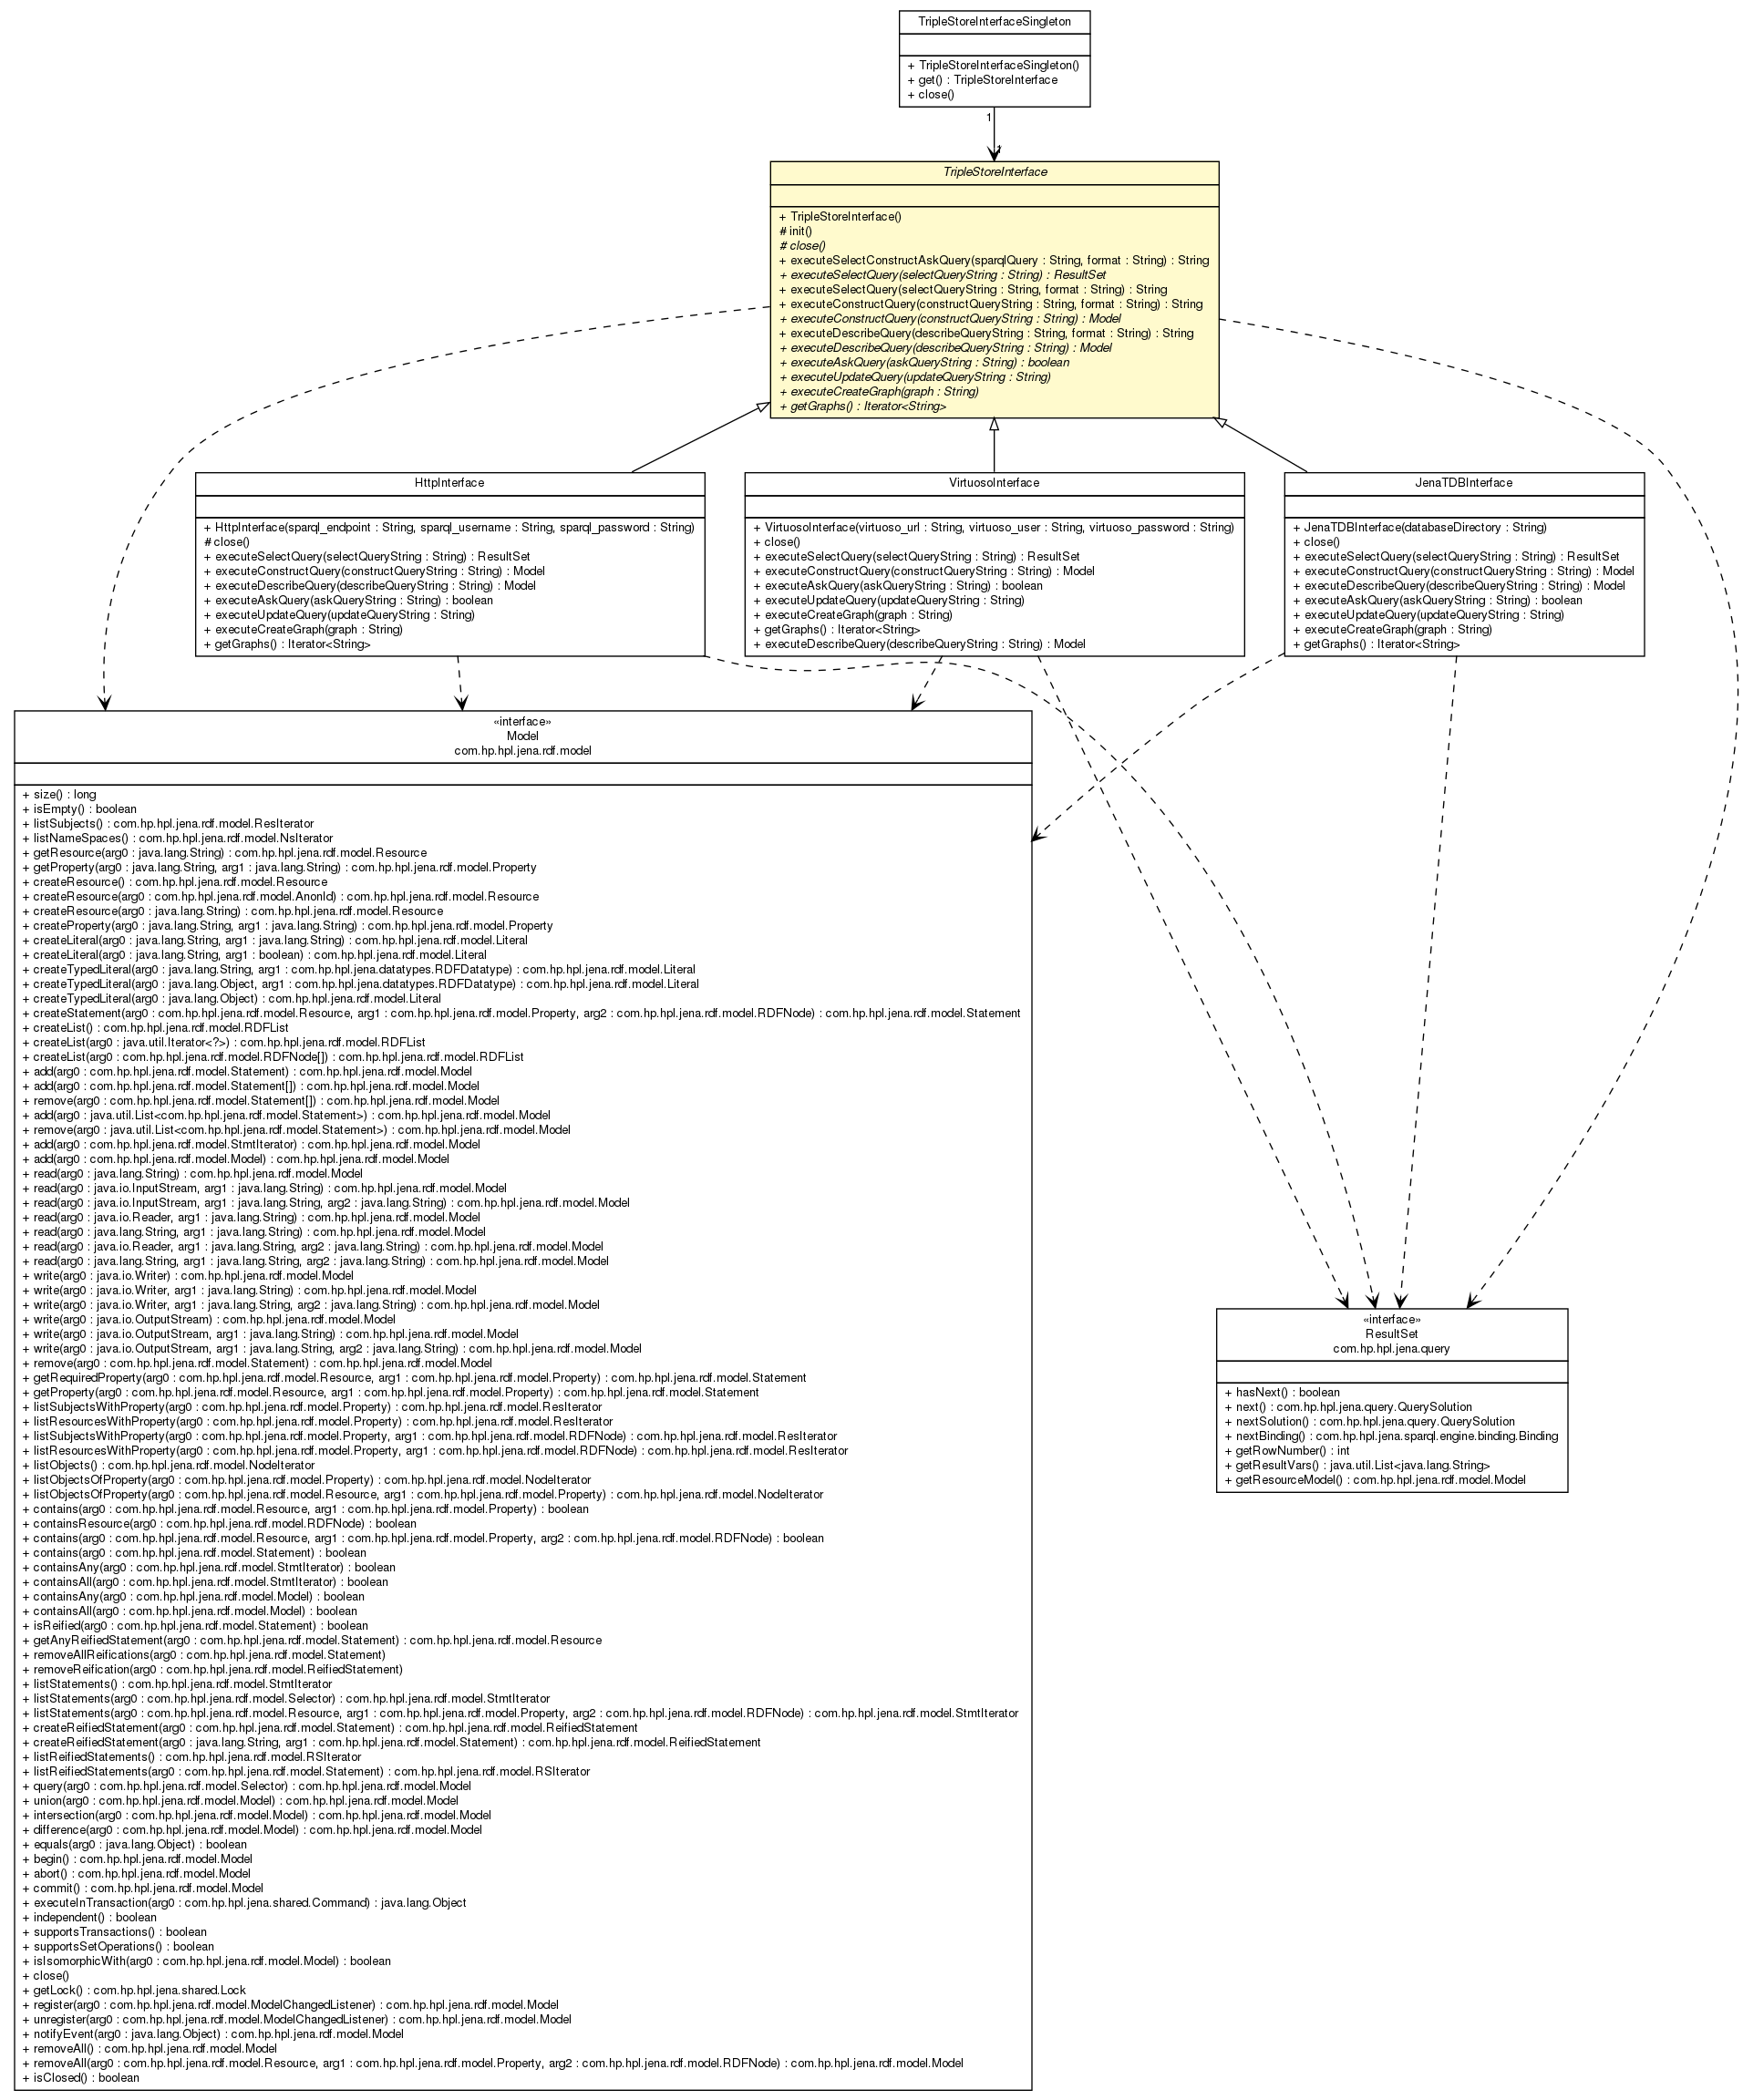 TripleStoreInterfaceSingleton
+ TripleStoreInterfaceSingleton()
+ get() : TripleStoreInterface
+ close()
1
1
TripleStoreInterface
+ TripleStoreInterface()
# init()
# close()
+ executeSelectConstructAskQuery(sparqlQuery : String, format : String) : String
+ executeSelectQuery(selectQueryString : String) : ResultSet
+ executeSelectQuery(selectQueryString : String, format : String) : String
+ executeConstructQuery(constructQueryString : String, format : String) : String
+ executeConstructQuery(constructQueryString : String) : Model
+ executeDescribeQuery(describeQueryString : String, format : String) : String
+ executeDescribeQuery(describeQueryString : String) : Model
+ executeAskQuery(askQueryString : String) : boolean
+ executeUpdateQuery(updateQueryString : String)
+ executeCreateGraph(graph : String)
+ getGraphs() : Iterator<String>
HttpInterface
+ HttpInterface(sparql_endpoint : String, sparql_username : String, sparql_password : String)
# close()
+ executeSelectQuery(selectQueryString : String) : ResultSet
+ executeConstructQuery(constructQueryString : String) : Model
+ executeDescribeQuery(describeQueryString : String) : Model
+ executeAskQuery(askQueryString : String) : boolean
+ executeUpdateQuery(updateQueryString : String)
+ executeCreateGraph(graph : String)
+ getGraphs() : Iterator<String>
VirtuosoInterface
+ VirtuosoInterface(virtuoso_url : String, virtuoso_user : String, virtuoso_password : String)
+ close()
+ executeSelectQuery(selectQueryString : String) : ResultSet
+ executeConstructQuery(constructQueryString : String) : Model
+ executeAskQuery(askQueryString : String) : boolean
+ executeUpdateQuery(updateQueryString : String)
+ executeCreateGraph(graph : String)
+ getGraphs() : Iterator<String>
+ executeDescribeQuery(describeQueryString : String) : Model
JenaTDBInterface
+ JenaTDBInterface(databaseDirectory : String)
+ close()
+ executeSelectQuery(selectQueryString : String) : ResultSet
+ executeConstructQuery(constructQueryString : String) : Model
+ executeDescribeQuery(describeQueryString : String) : Model
+ executeAskQuery(askQueryString : String) : boolean
+ executeUpdateQuery(updateQueryString : String)
+ executeCreateGraph(graph : String)
+ getGraphs() : Iterator<String>
«interface»
Model
com.hp.hpl.jena.rdf.model
+ size() : long
+ isEmpty() : boolean
+ listSubjects() : com.hp.hpl.jena.rdf.model.ResIterator
+ listNameSpaces() : com.hp.hpl.jena.rdf.model.NsIterator
+ getResource(arg0 : java.lang.String) : com.hp.hpl.jena.rdf.model.Resource
+ getProperty(arg0 : java.lang.String, arg1 : java.lang.String) : com.hp.hpl.jena.rdf.model.Property
+ createResource() : com.hp.hpl.jena.rdf.model.Resource
+ createResource(arg0 : com.hp.hpl.jena.rdf.model.AnonId) : com.hp.hpl.jena.rdf.model.Resource
+ createResource(arg0 : java.lang.String) : com.hp.hpl.jena.rdf.model.Resource
+ createProperty(arg0 : java.lang.String, arg1 : java.lang.String) : com.hp.hpl.jena.rdf.model.Property
+ createLiteral(arg0 : java.lang.String, arg1 : java.lang.String) : com.hp.hpl.jena.rdf.model.Literal
+ createLiteral(arg0 : java.lang.String, arg1 : boolean) : com.hp.hpl.jena.rdf.model.Literal
+ createTypedLiteral(arg0 : java.lang.String, arg1 : com.hp.hpl.jena.datatypes.RDFDatatype) : com.hp.hpl.jena.rdf.model.Literal
+ createTypedLiteral(arg0 : java.lang.Object, arg1 : com.hp.hpl.jena.datatypes.RDFDatatype) : com.hp.hpl.jena.rdf.model.Literal
+ createTypedLiteral(arg0 : java.lang.Object) : com.hp.hpl.jena.rdf.model.Literal
+ createStatement(arg0 : com.hp.hpl.jena.rdf.model.Resource, arg1 : com.hp.hpl.jena.rdf.model.Property, arg2 : com.hp.hpl.jena.rdf.model.RDFNode) : com.hp.hpl.jena.rdf.model.Statement
+ createList() : com.hp.hpl.jena.rdf.model.RDFList
+ createList(arg0 : java.util.Iterator<?>) : com.hp.hpl.jena.rdf.model.RDFList
+ createList(arg0 : com.hp.hpl.jena.rdf.model.RDFNode[]) : com.hp.hpl.jena.rdf.model.RDFList
+ add(arg0 : com.hp.hpl.jena.rdf.model.Statement) : com.hp.hpl.jena.rdf.model.Model
+ add(arg0 : com.hp.hpl.jena.rdf.model.Statement[]) : com.hp.hpl.jena.rdf.model.Model
+ remove(arg0 : com.hp.hpl.jena.rdf.model.Statement[]) : com.hp.hpl.jena.rdf.model.Model
+ add(arg0 : java.util.List<com.hp.hpl.jena.rdf.model.Statement>) : com.hp.hpl.jena.rdf.model.Model
+ remove(arg0 : java.util.List<com.hp.hpl.jena.rdf.model.Statement>) : com.hp.hpl.jena.rdf.model.Model
+ add(arg0 : com.hp.hpl.jena.rdf.model.StmtIterator) : com.hp.hpl.jena.rdf.model.Model
+ add(arg0 : com.hp.hpl.jena.rdf.model.Model) : com.hp.hpl.jena.rdf.model.Model
+ read(arg0 : java.lang.String) : com.hp.hpl.jena.rdf.model.Model
+ read(arg0 : java.io.InputStream, arg1 : java.lang.String) : com.hp.hpl.jena.rdf.model.Model
+ read(arg0 : java.io.InputStream, arg1 : java.lang.String, arg2 : java.lang.String) : com.hp.hpl.jena.rdf.model.Model
+ read(arg0 : java.io.Reader, arg1 : java.lang.String) : com.hp.hpl.jena.rdf.model.Model
+ read(arg0 : java.lang.String, arg1 : java.lang.String) : com.hp.hpl.jena.rdf.model.Model
+ read(arg0 : java.io.Reader, arg1 : java.lang.String, arg2 : java.lang.String) : com.hp.hpl.jena.rdf.model.Model
+ read(arg0 : java.lang.String, arg1 : java.lang.String, arg2 : java.lang.String) : com.hp.hpl.jena.rdf.model.Model
+ write(arg0 : java.io.Writer) : com.hp.hpl.jena.rdf.model.Model
+ write(arg0 : java.io.Writer, arg1 : java.lang.String) : com.hp.hpl.jena.rdf.model.Model
+ write(arg0 : java.io.Writer, arg1 : java.lang.String, arg2 : java.lang.String) : com.hp.hpl.jena.rdf.model.Model
+ write(arg0 : java.io.OutputStream) : com.hp.hpl.jena.rdf.model.Model
+ write(arg0 : java.io.OutputStream, arg1 : java.lang.String) : com.hp.hpl.jena.rdf.model.Model
+ write(arg0 : java.io.OutputStream, arg1 : java.lang.String, arg2 : java.lang.String) : com.hp.hpl.jena.rdf.model.Model
+ remove(arg0 : com.hp.hpl.jena.rdf.model.Statement) : com.hp.hpl.jena.rdf.model.Model
+ getRequiredProperty(arg0 : com.hp.hpl.jena.rdf.model.Resource, arg1 : com.hp.hpl.jena.rdf.model.Property) : com.hp.hpl.jena.rdf.model.Statement
+ getProperty(arg0 : com.hp.hpl.jena.rdf.model.Resource, arg1 : com.hp.hpl.jena.rdf.model.Property) : com.hp.hpl.jena.rdf.model.Statement
+ listSubjectsWithProperty(arg0 : com.hp.hpl.jena.rdf.model.Property) : com.hp.hpl.jena.rdf.model.ResIterator
+ listResourcesWithProperty(arg0 : com.hp.hpl.jena.rdf.model.Property) : com.hp.hpl.jena.rdf.model.ResIterator
+ listSubjectsWithProperty(arg0 : com.hp.hpl.jena.rdf.model.Property, arg1 : com.hp.hpl.jena.rdf.model.RDFNode) : com.hp.hpl.jena.rdf.model.ResIterator
+ listResourcesWithProperty(arg0 : com.hp.hpl.jena.rdf.model.Property, arg1 : com.hp.hpl.jena.rdf.model.RDFNode) : com.hp.hpl.jena.rdf.model.ResIterator
+ listObjects() : com.hp.hpl.jena.rdf.model.NodeIterator
+ listObjectsOfProperty(arg0 : com.hp.hpl.jena.rdf.model.Property) : com.hp.hpl.jena.rdf.model.NodeIterator
+ listObjectsOfProperty(arg0 : com.hp.hpl.jena.rdf.model.Resource, arg1 : com.hp.hpl.jena.rdf.model.Property) : com.hp.hpl.jena.rdf.model.NodeIterator
+ contains(arg0 : com.hp.hpl.jena.rdf.model.Resource, arg1 : com.hp.hpl.jena.rdf.model.Property) : boolean
+ containsResource(arg0 : com.hp.hpl.jena.rdf.model.RDFNode) : boolean
+ contains(arg0 : com.hp.hpl.jena.rdf.model.Resource, arg1 : com.hp.hpl.jena.rdf.model.Property, arg2 : com.hp.hpl.jena.rdf.model.RDFNode) : boolean
+ contains(arg0 : com.hp.hpl.jena.rdf.model.Statement) : boolean
+ containsAny(arg0 : com.hp.hpl.jena.rdf.model.StmtIterator) : boolean
+ containsAll(arg0 : com.hp.hpl.jena.rdf.model.StmtIterator) : boolean
+ containsAny(arg0 : com.hp.hpl.jena.rdf.model.Model) : boolean
+ containsAll(arg0 : com.hp.hpl.jena.rdf.model.Model) : boolean
+ isReified(arg0 : com.hp.hpl.jena.rdf.model.Statement) : boolean
+ getAnyReifiedStatement(arg0 : com.hp.hpl.jena.rdf.model.Statement) : com.hp.hpl.jena.rdf.model.Resource
+ removeAllReifications(arg0 : com.hp.hpl.jena.rdf.model.Statement)
+ removeReification(arg0 : com.hp.hpl.jena.rdf.model.ReifiedStatement)
+ listStatements() : com.hp.hpl.jena.rdf.model.StmtIterator
+ listStatements(arg0 : com.hp.hpl.jena.rdf.model.Selector) : com.hp.hpl.jena.rdf.model.StmtIterator
+ listStatements(arg0 : com.hp.hpl.jena.rdf.model.Resource, arg1 : com.hp.hpl.jena.rdf.model.Property, arg2 : com.hp.hpl.jena.rdf.model.RDFNode) : com.hp.hpl.jena.rdf.model.StmtIterator
+ createReifiedStatement(arg0 : com.hp.hpl.jena.rdf.model.Statement) : com.hp.hpl.jena.rdf.model.ReifiedStatement
+ createReifiedStatement(arg0 : java.lang.String, arg1 : com.hp.hpl.jena.rdf.model.Statement) : com.hp.hpl.jena.rdf.model.ReifiedStatement
+ listReifiedStatements() : com.hp.hpl.jena.rdf.model.RSIterator
+ listReifiedStatements(arg0 : com.hp.hpl.jena.rdf.model.Statement) : com.hp.hpl.jena.rdf.model.RSIterator
+ query(arg0 : com.hp.hpl.jena.rdf.model.Selector) : com.hp.hpl.jena.rdf.model.Model
+ union(arg0 : com.hp.hpl.jena.rdf.model.Model) : com.hp.hpl.jena.rdf.model.Model
+ intersection(arg0 : com.hp.hpl.jena.rdf.model.Model) : com.hp.hpl.jena.rdf.model.Model
+ difference(arg0 : com.hp.hpl.jena.rdf.model.Model) : com.hp.hpl.jena.rdf.model.Model
+ equals(arg0 : java.lang.Object) : boolean
+ begin() : com.hp.hpl.jena.rdf.model.Model
+ abort() : com.hp.hpl.jena.rdf.model.Model
+ commit() : com.hp.hpl.jena.rdf.model.Model
+ executeInTransaction(arg0 : com.hp.hpl.jena.shared.Command) : java.lang.Object
+ independent() : boolean
+ supportsTransactions() : boolean
+ supportsSetOperations() : boolean
+ isIsomorphicWith(arg0 : com.hp.hpl.jena.rdf.model.Model) : boolean
+ close()
+ getLock() : com.hp.hpl.jena.shared.Lock
+ register(arg0 : com.hp.hpl.jena.rdf.model.ModelChangedListener) : com.hp.hpl.jena.rdf.model.Model
+ unregister(arg0 : com.hp.hpl.jena.rdf.model.ModelChangedListener) : com.hp.hpl.jena.rdf.model.Model
+ notifyEvent(arg0 : java.lang.Object) : com.hp.hpl.jena.rdf.model.Model
+ removeAll() : com.hp.hpl.jena.rdf.model.Model
+ removeAll(arg0 : com.hp.hpl.jena.rdf.model.Resource, arg1 : com.hp.hpl.jena.rdf.model.Property, arg2 : com.hp.hpl.jena.rdf.model.RDFNode) : com.hp.hpl.jena.rdf.model.Model
+ isClosed() : boolean
«interface»
ResultSet
com.hp.hpl.jena.query
+ hasNext() : boolean
+ next() : com.hp.hpl.jena.query.QuerySolution
+ nextSolution() : com.hp.hpl.jena.query.QuerySolution
+ nextBinding() : com.hp.hpl.jena.sparql.engine.binding.Binding
+ getRowNumber() : int
+ getResultVars() : java.util.List<java.lang.String>
+ getResourceModel() : com.hp.hpl.jena.rdf.model.Model